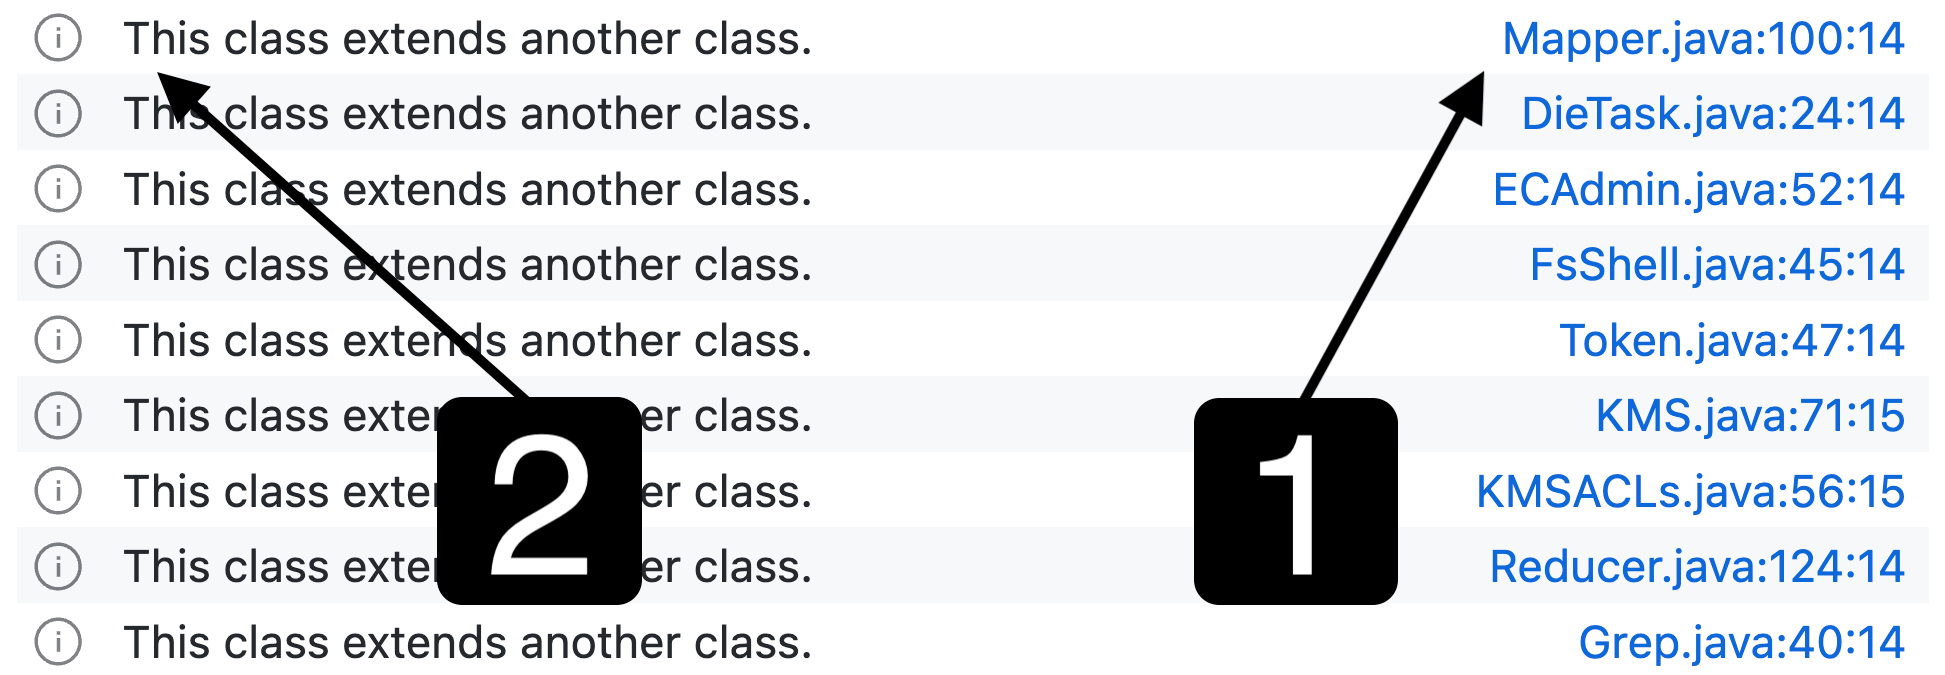 This class extends another class. Mapper.java:100:14
This class extends another class. DieTask.java:24:14
This class extends another class. ECAdmin.java:52:14
This class extends another class. FsShell.java:45:14
This class extends another class. Token.java:47:14
This class exte er class. KMS.java:71:15
This class exte er class. KMSACLs.java:56:15
2 1
This class exte er class. Reducer.java:124:14
This class extends another class. Grep.java:40:14